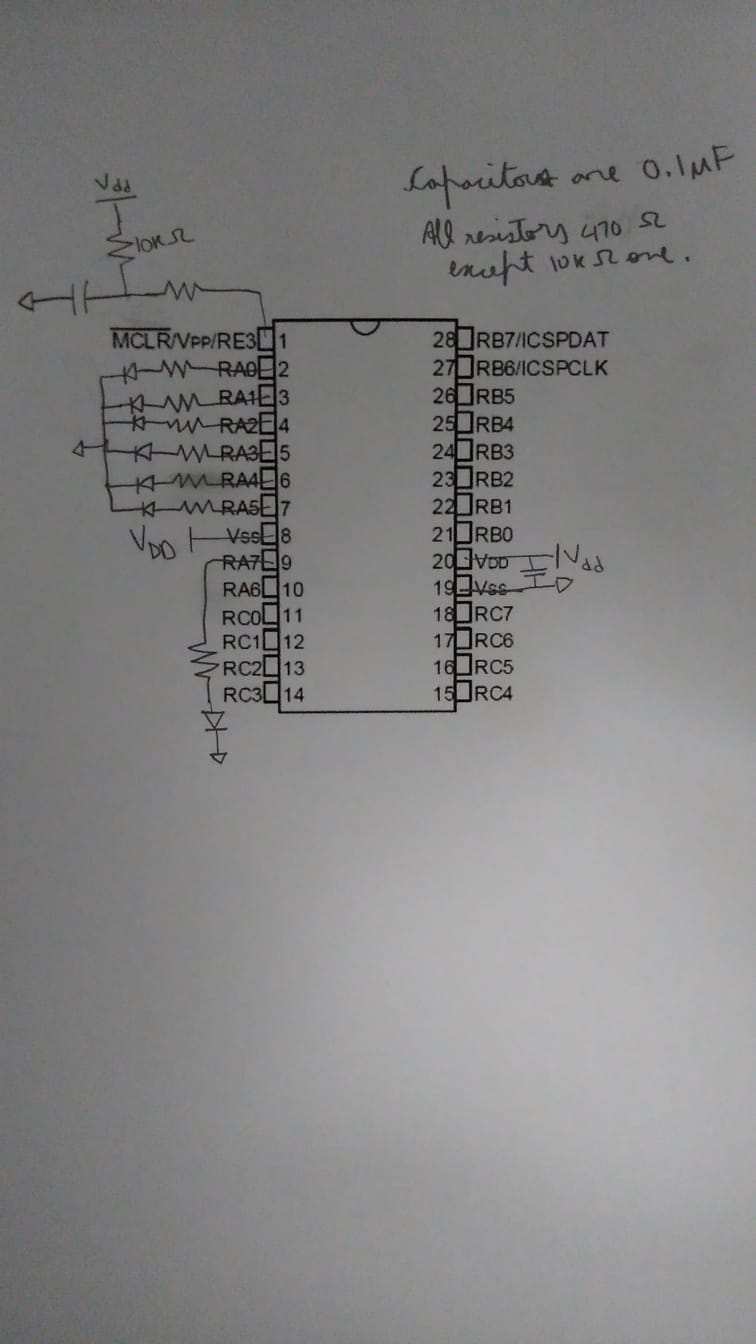 Vdd
10KΩ
Capacitors are 0.1μF
All resistors 470 Ω
except 10K Ω one.
MCLR/VPP/RE3 1
RA0 2
RA1 3
RA2 4
RA3 5
RA4 6
RA5 7
VDD VSS 8
RA7 9
RA6 10
RC0 11
RC1 12
RC2 13
RC3 14
28 RB7/ICSPDAT
27 RB6/ICSPCLK
26 RB5
25 RB4
24 RB3
23 RB2
22 RB1
21 RB0
20 VDD Vdd
19 VSS
18 RC7
17 RC6
16 RC5
15 RC4